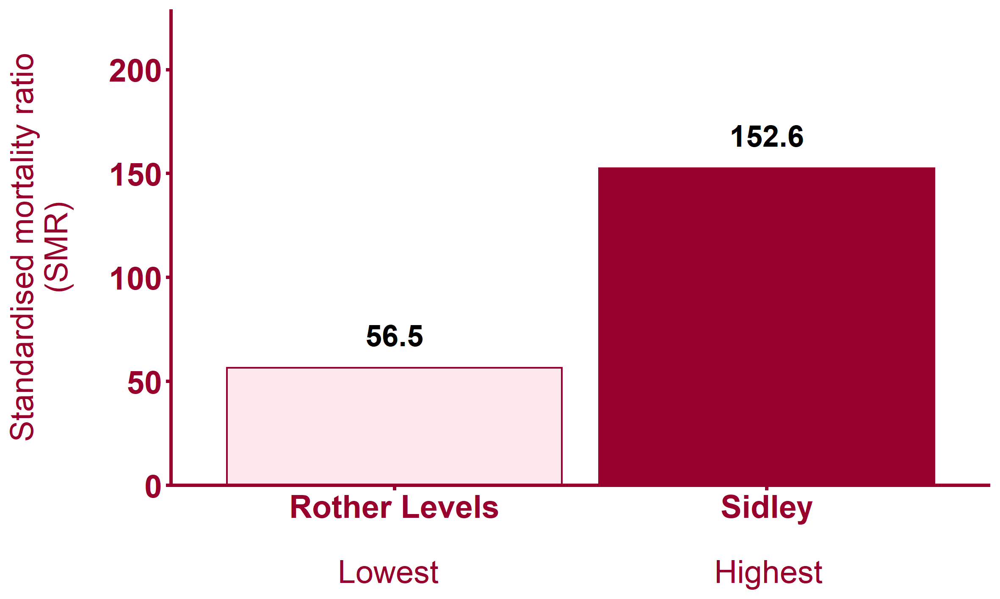 Standardised mortality ratio
(SMR)
200
150
100
50
0
152.6
56.5
Rother Levels
Sidley
Lowest
Highest